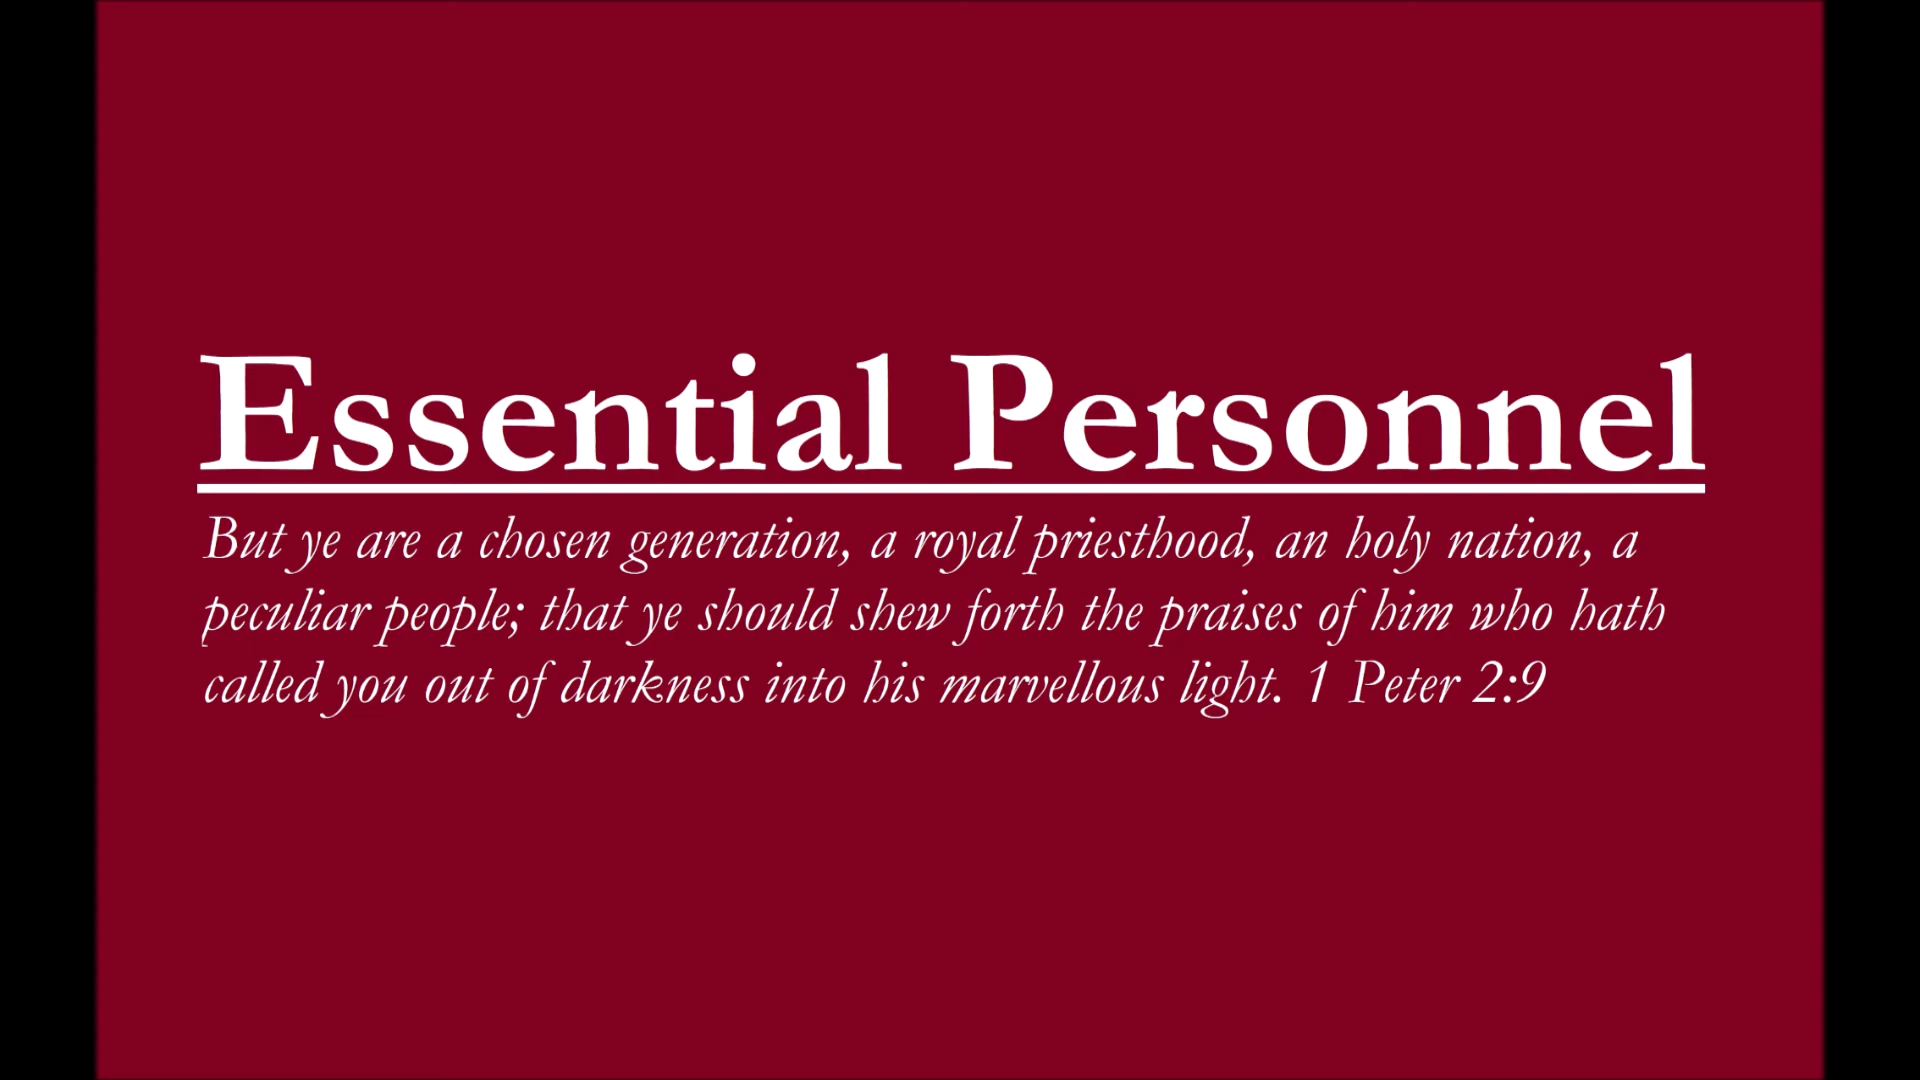 Essential Personnel
But ye are a chosen generation, a royal priesthood, an holy nation, a
peculiar people; that ye should shew forth the praises of him who hath
called you out of darkness into his marvellous light. 1 Peter 2:9